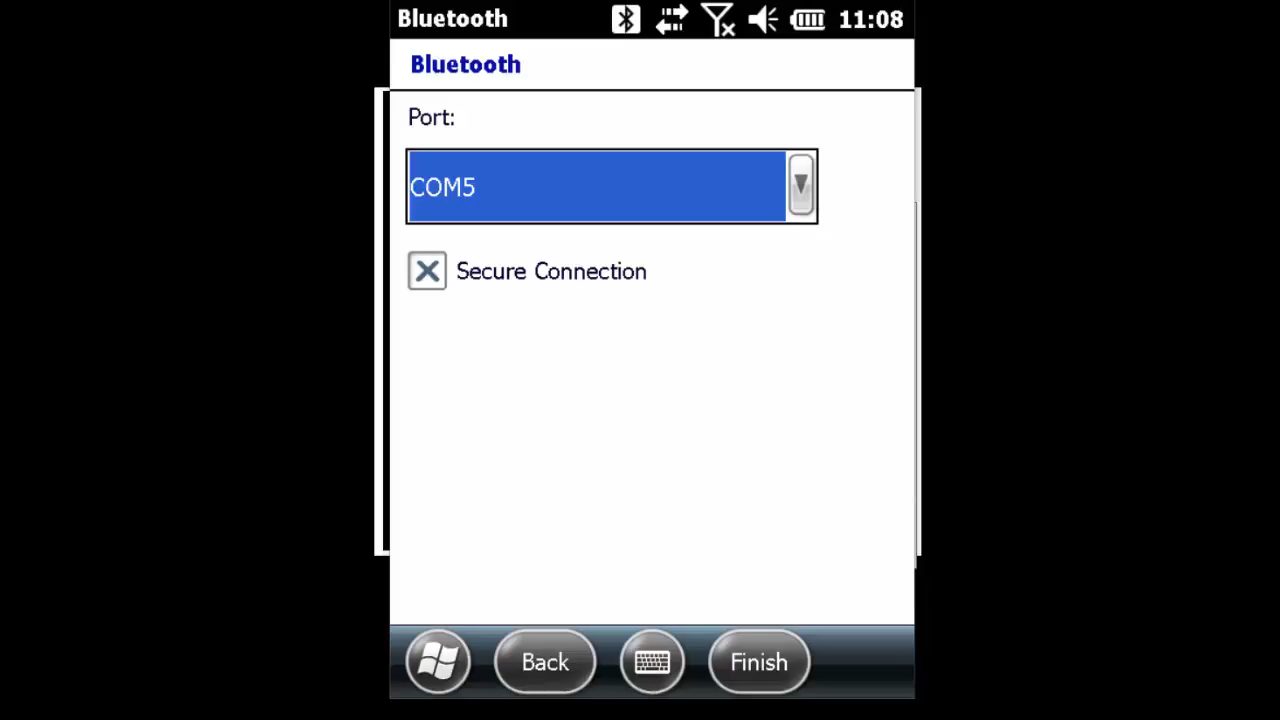 Bluetooth 11:08
Bluetooth
Port:
COM5
Secure Connection
Back Finish